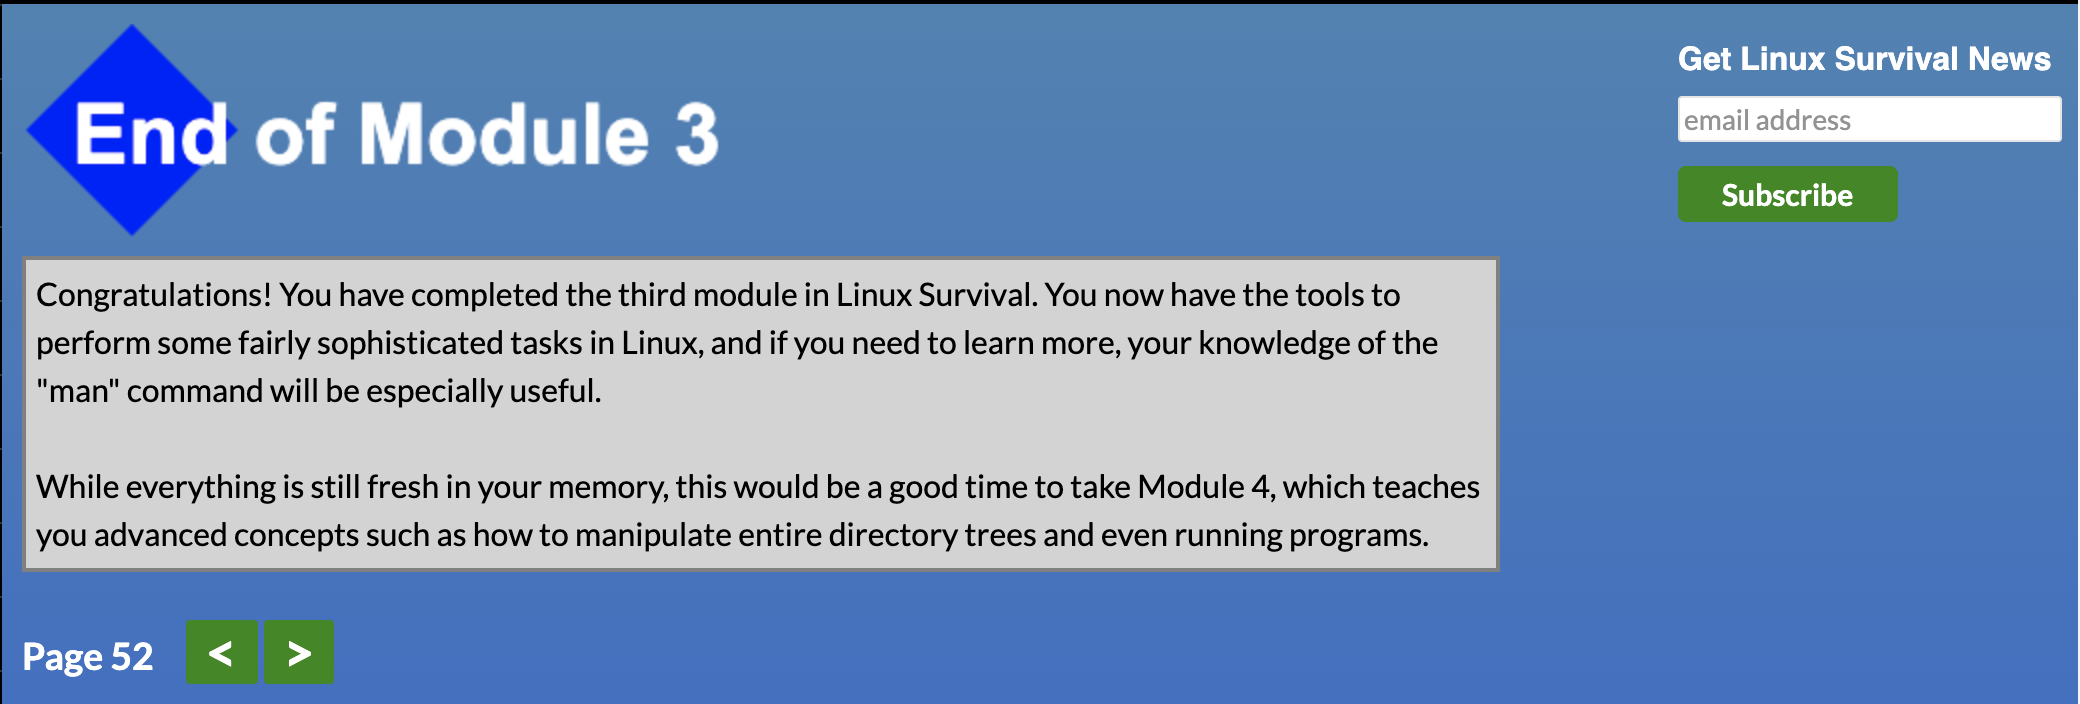 End of Module 3
Get Linux Survival News
email address
Subscribe
Congratulations! You have completed the third module in Linux Survival. You now have the tools to
perform some fairly sophisticated tasks in Linux, and if you need to learn more, your knowledge of the
"man" command will be especially useful.
While everything is still fresh in your memory, this would be a good time to take Module 4, which teaches
you advanced concepts such as how to manipulate entire directory trees and even running programs.
Page 52 < >